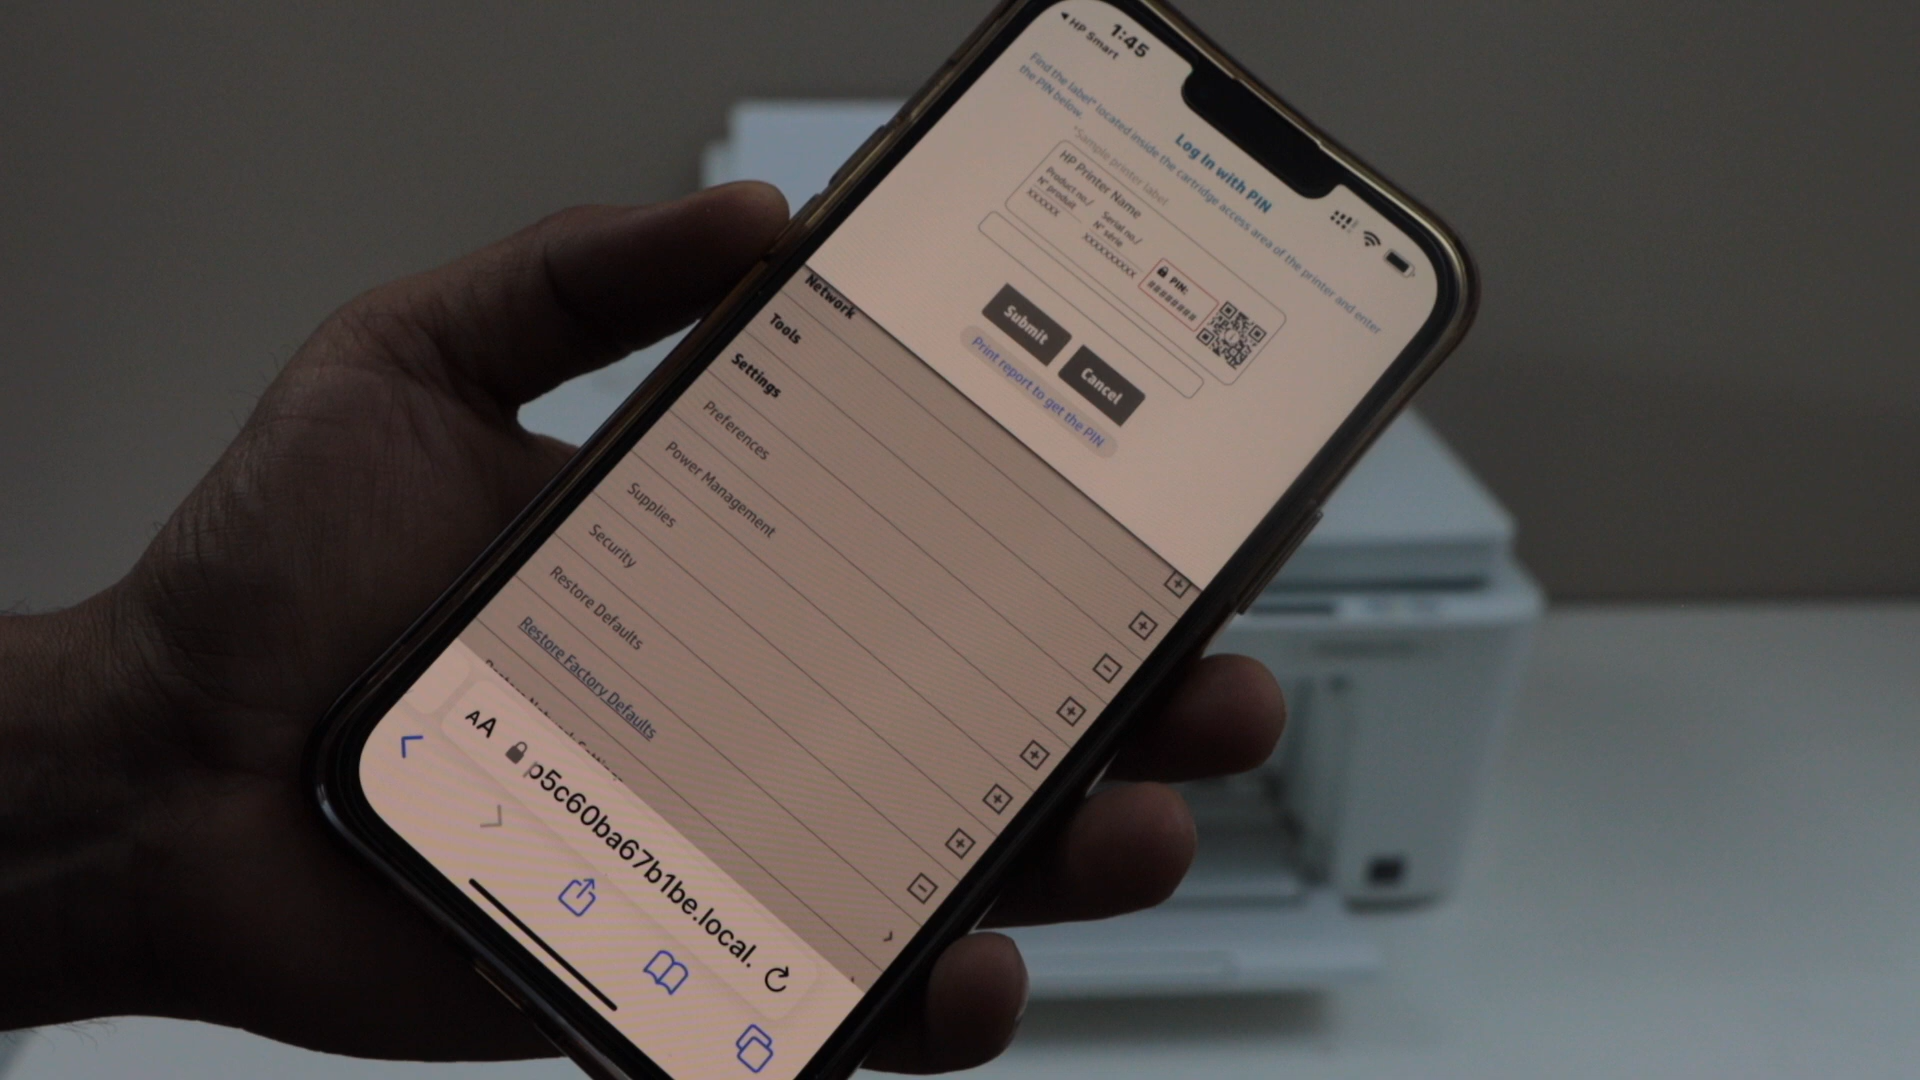 1:45
◀ HP Smart
Log In with PIN
Find the label* located inside the cartridge access area of the printer and enter
the PIN below.
*Sample printer label
HP Printer Name
Product no./
N° produit
XXXXXX
Serial no./
N° série
XXXXXXXXXX
PIN:
########
Submit
Cancel
Print report to get the PIN
Network
Tools
Settings
Preferences
Power Management
Supplies
Security
Restore Defaults
Restore Factory Defaults
AA
p5c60ba67b1be.local.